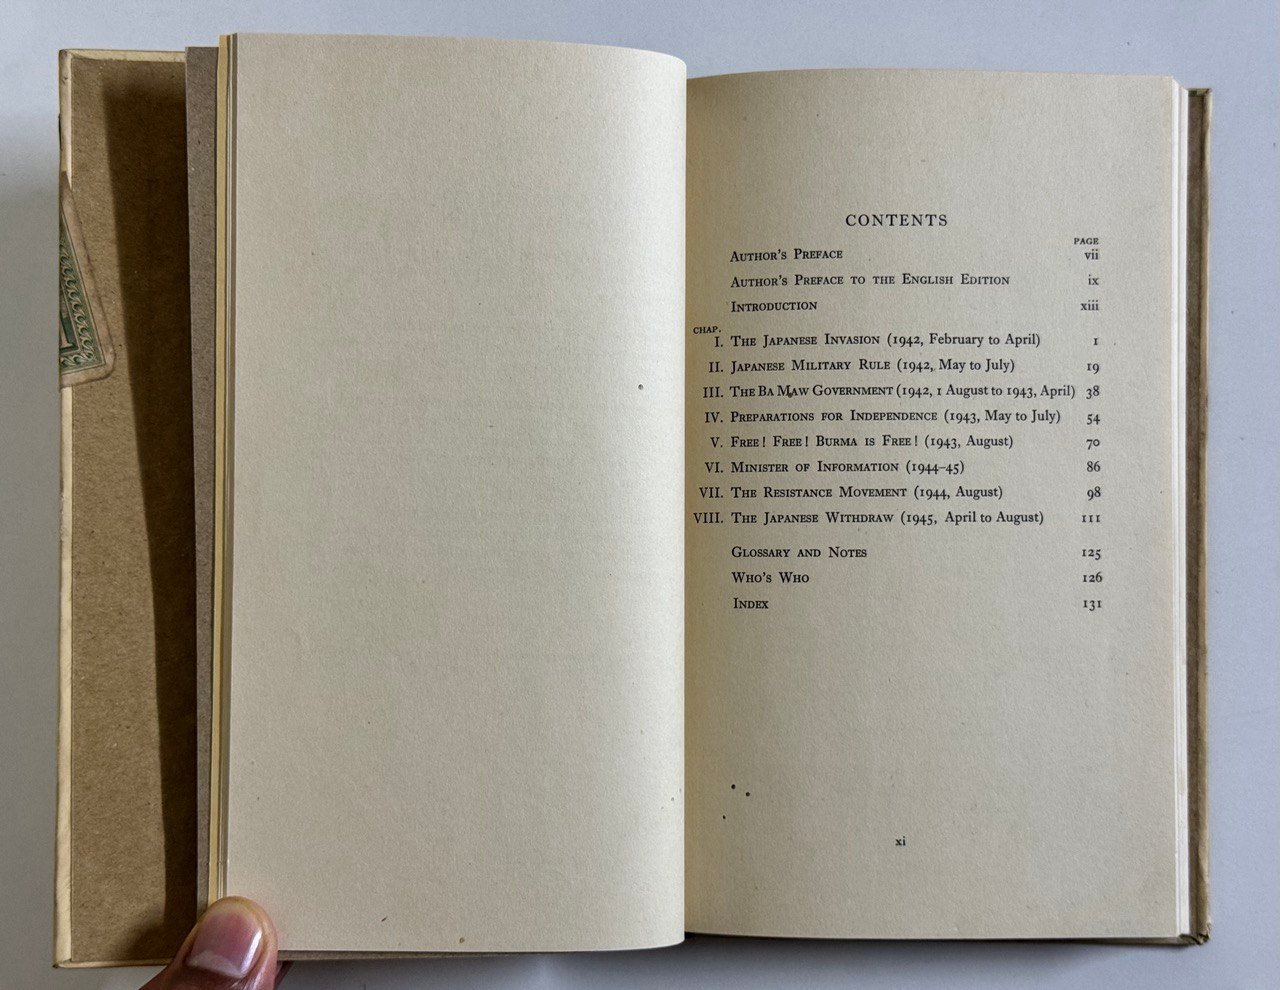 CONTENTS
PAGE
AUTHOR'S PREFACE vii
AUTHOR'S PREFACE TO THE ENGLISH EDITION ix
INTRODUCTION xiii
CHAP.
I. THE JAPANESE INVASION (1942, February to April) 1
II. JAPANESE MILITARY RULE (1942, May to July) 19
III. THE BA MAW GOVERNMENT (1942, 1 August to 1943, April) 38
IV. PREPARATIONS FOR INDEPENDENCE (1943, May to July) 54
V. FREE! FREE! BURMA IS FREE! (1943, August) 70
VI. MINISTER OF INFORMATION (1944–45) 86
VII. THE RESISTANCE MOVEMENT (1944, August) 98
VIII. THE JAPANESE WITHDRAW (1945, April to August) 111
GLOSSARY AND NOTES 125
WHO'S WHO 126
INDEX 131
xi